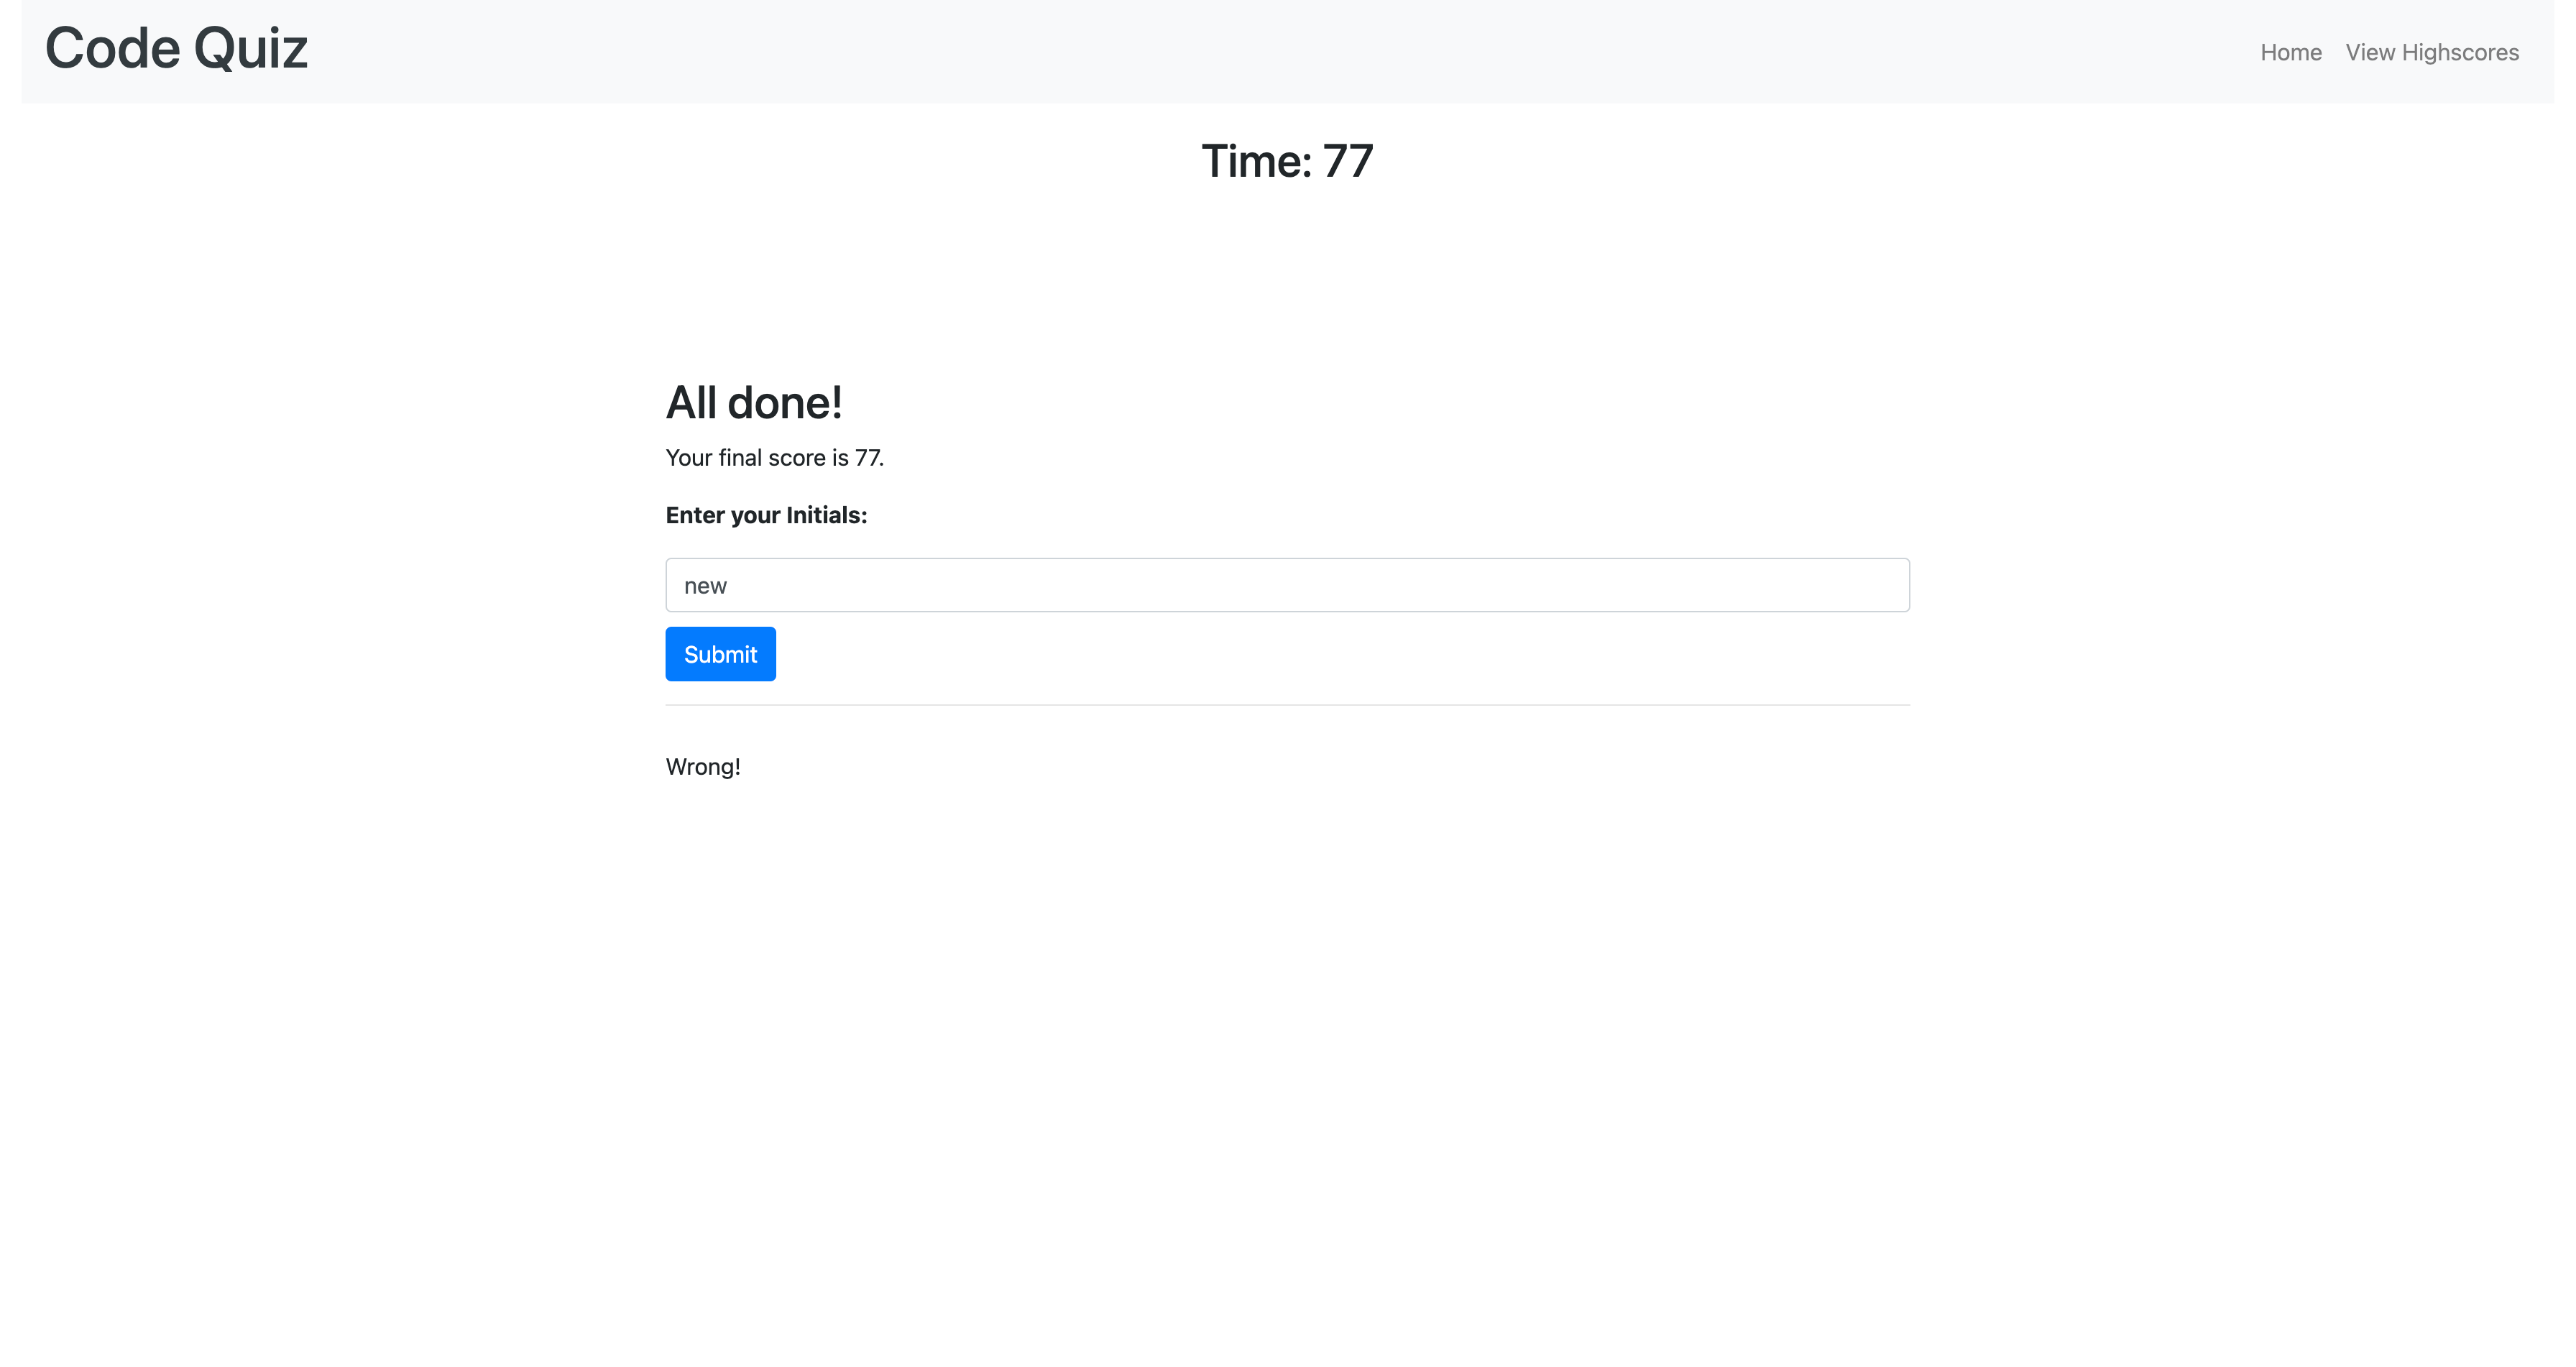 Code Quiz
Home View Highscores
Time: 77
All done!
Your final score is 77.
Enter your Initials:
new
Submit
Wrong!